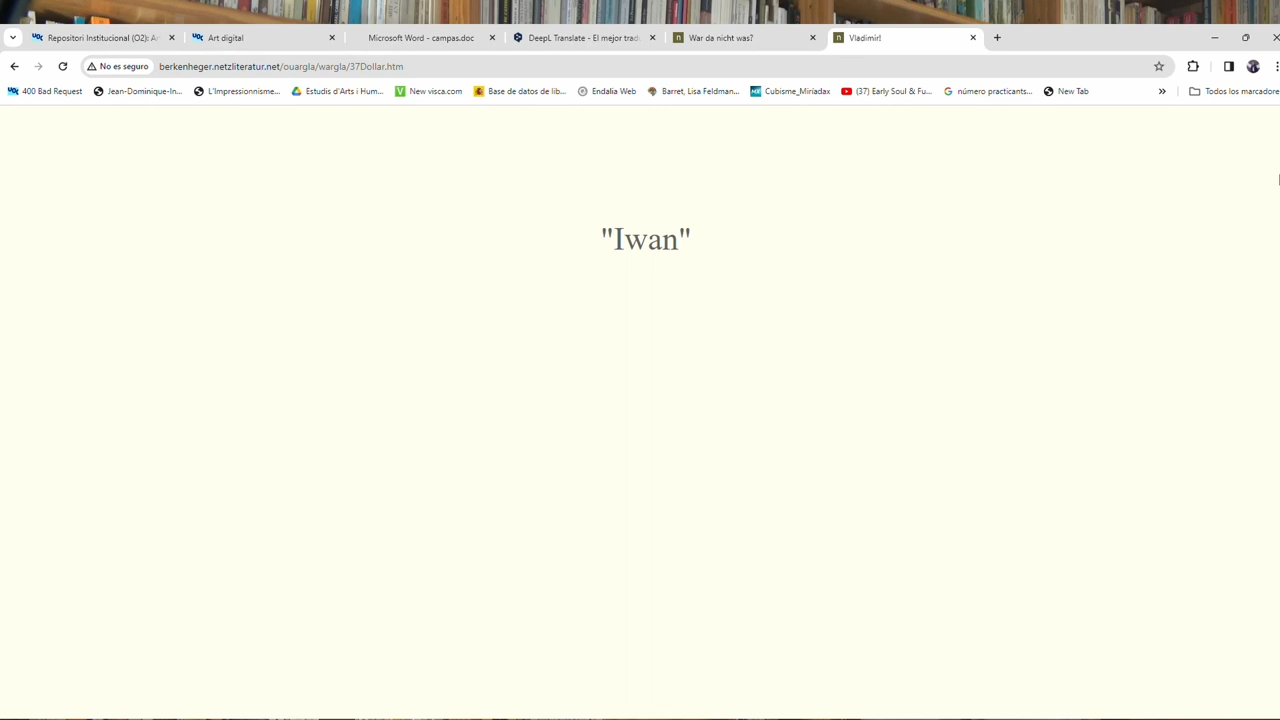 Repositori Institucional (O2): Ar
Art digital
Microsoft Word - campas.doc
DeepL Translate - El mejor trad
War da nicht was?
Vladimir!
No es seguro
berkenheger.netzliteratur.net/ouargla/wargla/37Dollar.htm
400 Bad Request
Jean-Dominique-In...
L'Impressionnisme...
Estudis d'Arts i Hum...
New visca.com
Base de datos de lib...
Endalia Web
Barret, Lisa Feldman...
Cubisme_Miríadax
(37) Early Soul & Fu...
número practicants...
New Tab
Todos los marcadore
"Iwan"